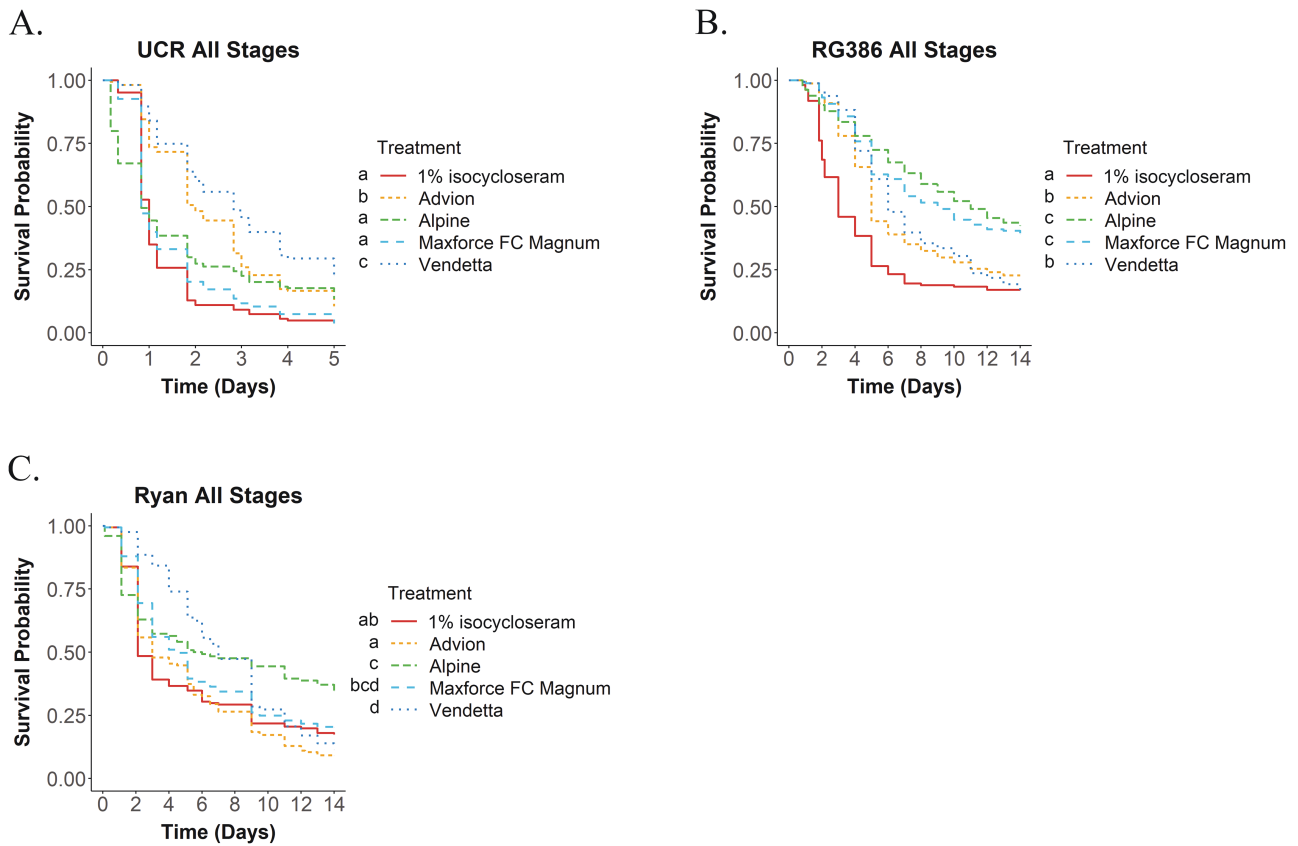 A.
UCR All Stages
Survival Probability
1.00
0.75
0.50
0.25
0.00
0 1 2 3 4 5
Time (Days)
Treatment
a 1% isocycloseram
b Advion
a Alpine
a Maxforce FC Magnum
c Vendetta
B.
RG386 All Stages
Survival Probability
1.00
0.75
0.50
0.25
0.00
0 2 4 6 8 10 12 14
Time (Days)
Treatment
a 1% isocycloseram
b Advion
c Alpine
c Maxforce FC Magnum
b Vendetta
C.
Ryan All Stages
Survival Probability
1.00
0.75
0.50
0.25
0.00
0 2 4 6 8 10 12 14
Time (Days)
Treatment
ab 1% isocycloseram
a Advion
c Alpine
bcd Maxforce FC Magnum
d Vendetta